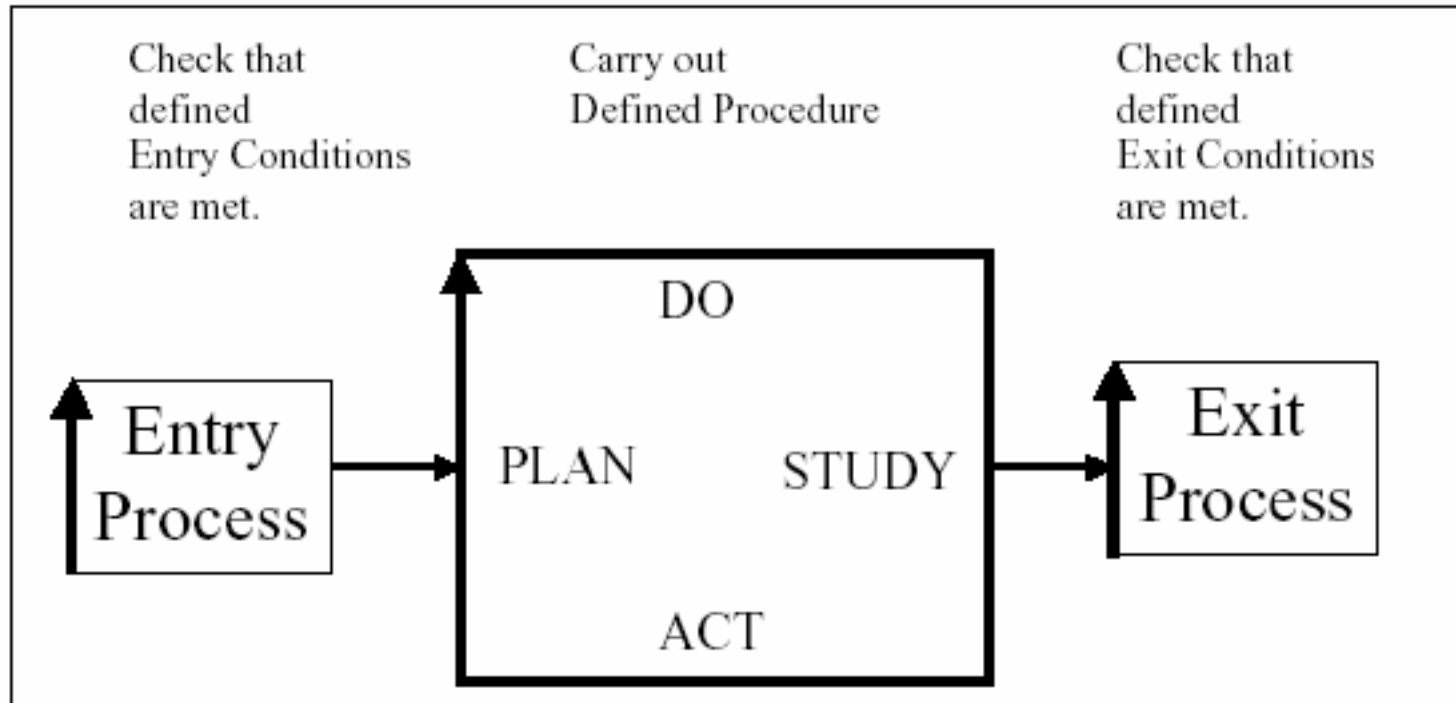 Check that
defined
Entry Conditions
are met.
Carry out
Defined Procedure
Check that
defined
Exit Conditions
are met.
Entry
Process
DO
PLAN
STUDY
ACT
Exit
Process